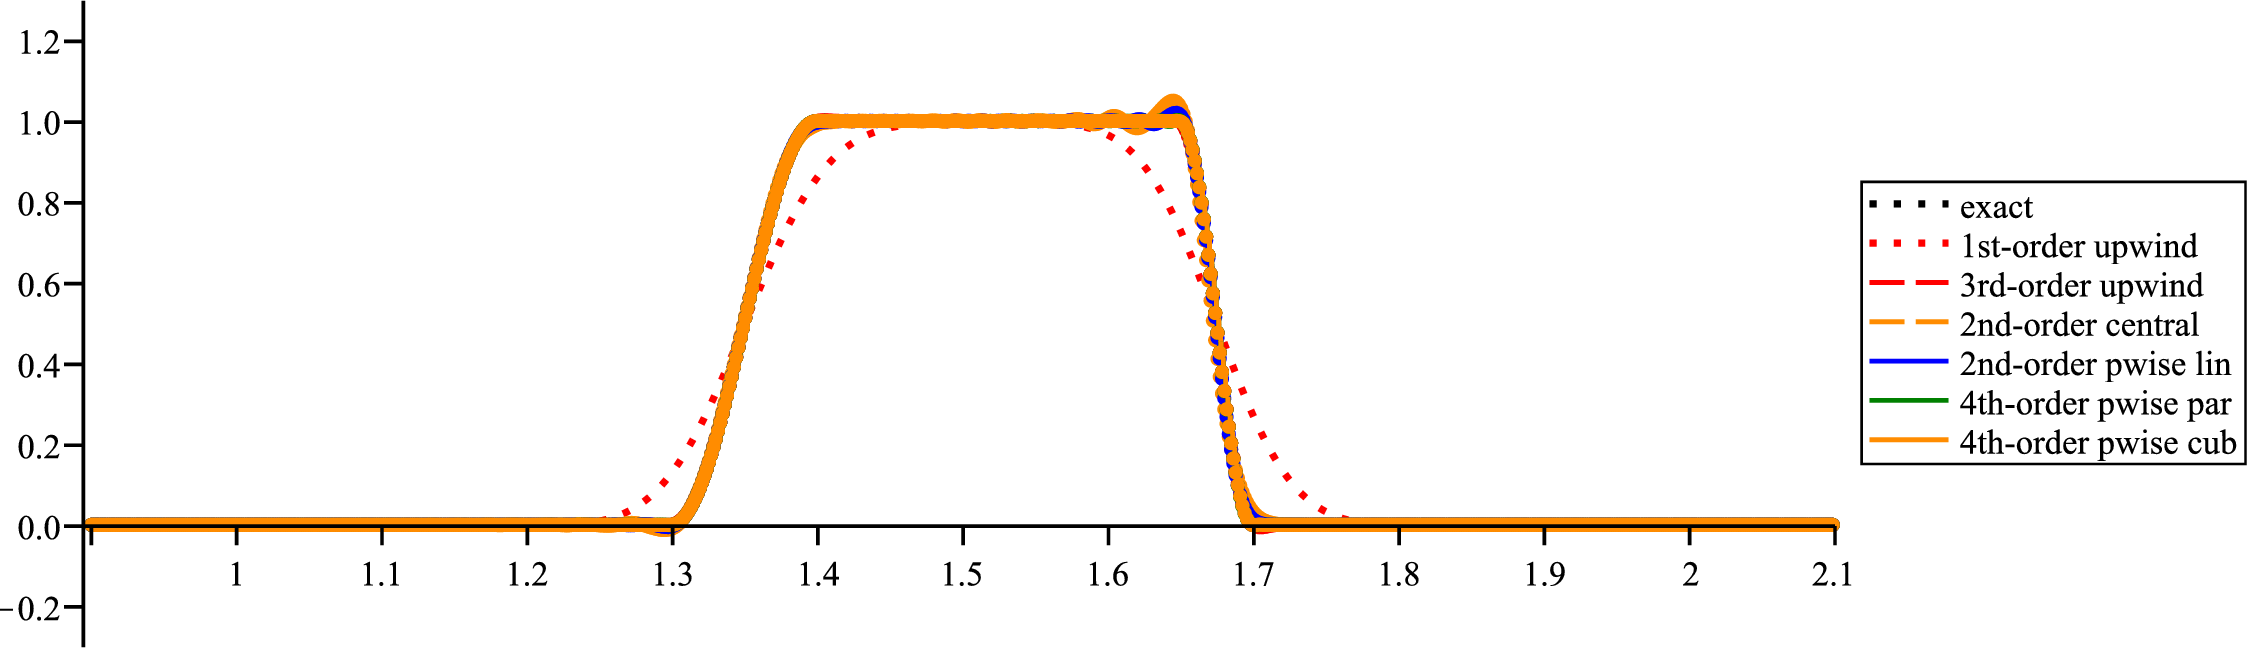 1.2
1.0
0.8
0.6
0.4
0.2
0.0
−0.2
1 1.1 1.2 1.3 1.4 1.5 1.6 1.7 1.8 1.9 2 2.1
exact
1st-order upwind
3rd-order upwind
2nd-order central
2nd-order pwise lin
4th-order pwise par
4th-order pwise cub